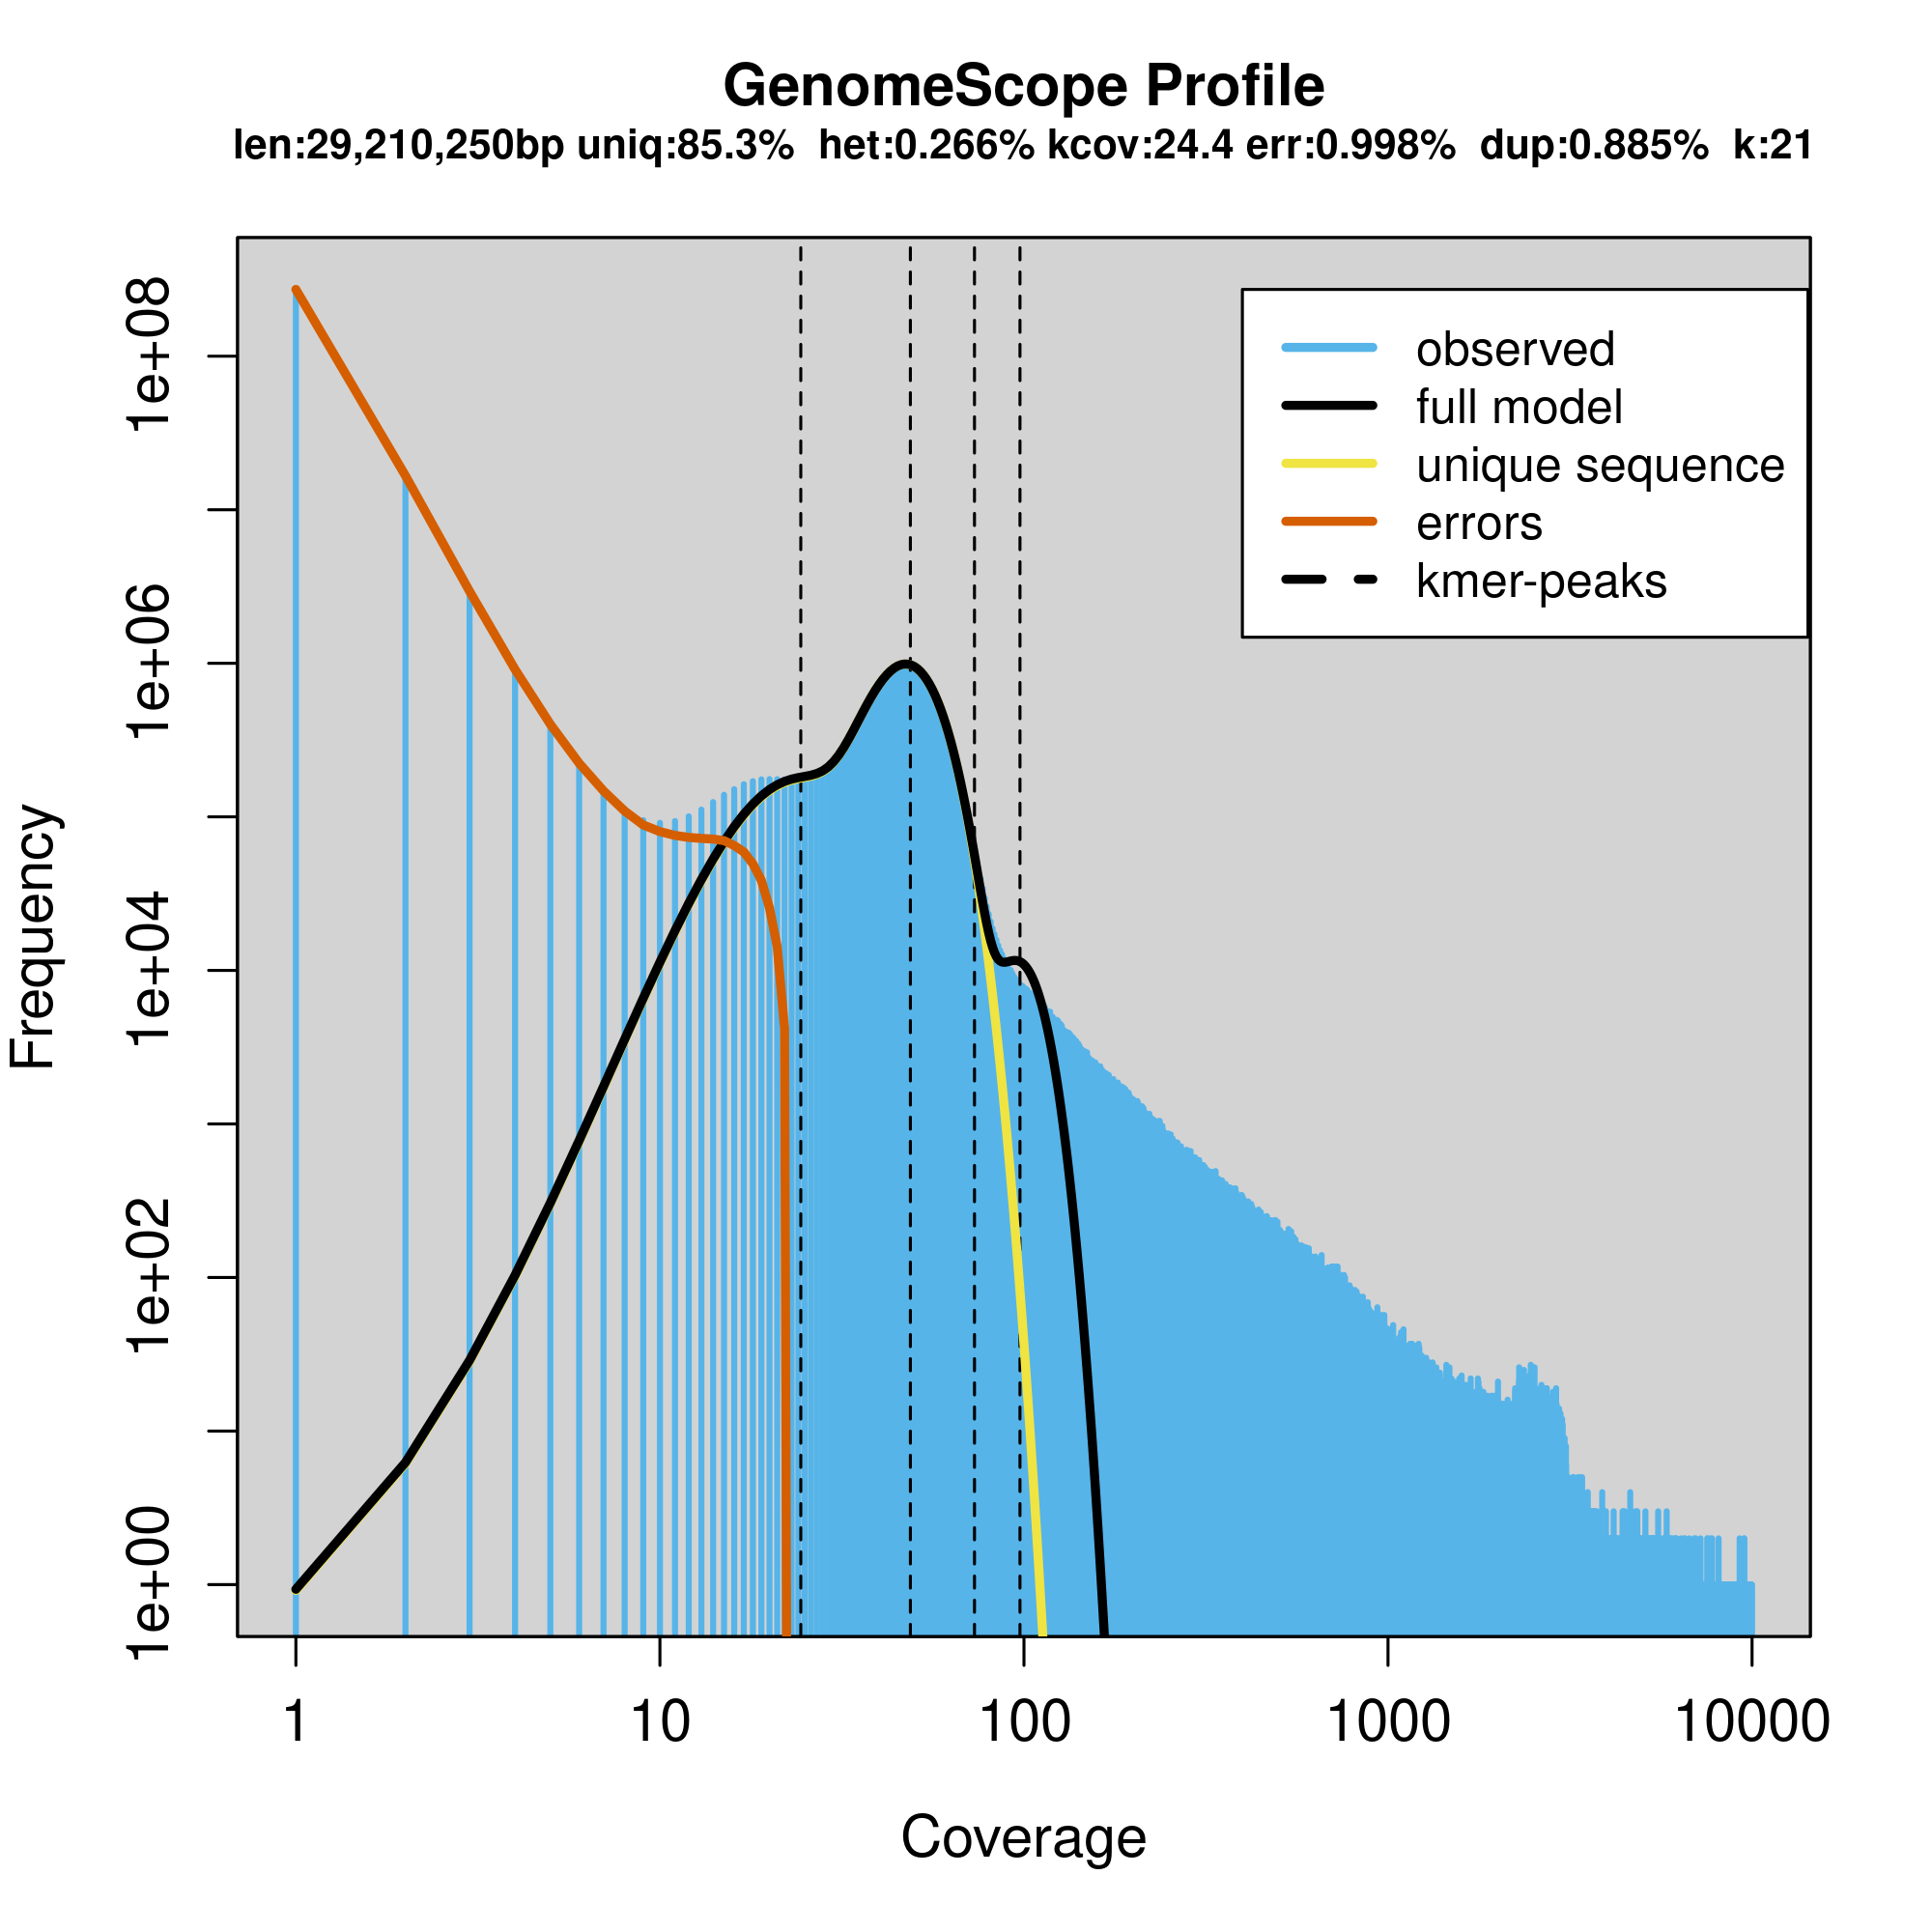 GenomeScope Profile
len:29,210,250bp uniq:85.3% het:0.266% kcov:24.4 err:0.998% dup:0.885% k:21
observed
full model
unique sequence
errors
kmer-peaks
Frequency
1e+08
1e+06
1e+04
1e+02
1e+00
1 10 100 1000 10000
Coverage